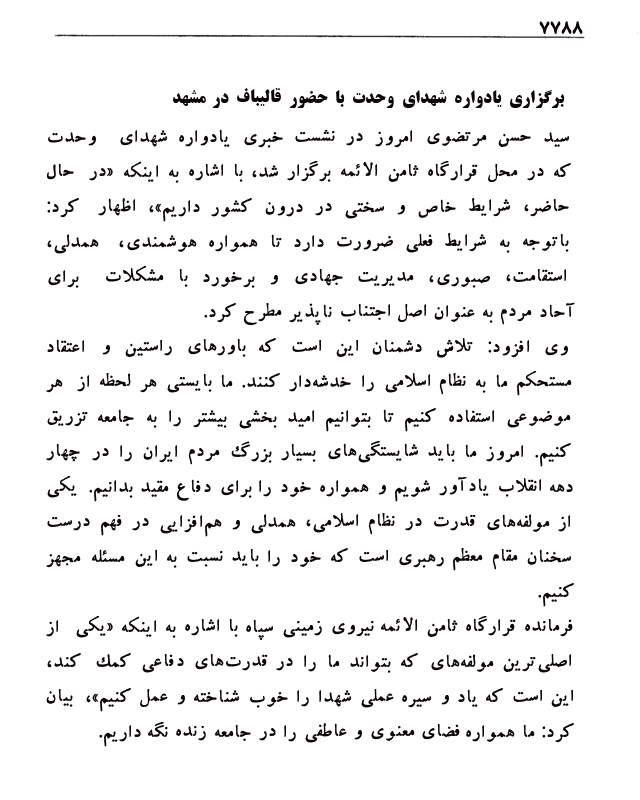 ۷۷۸۸
برگزاری یادواره شهدای وحدت با حضور قالیباف در مشهد
سید حسن مرتضوی امروز در نشست خبری یادواره شهدای وحدت
که در محل قرارگاه ثامن الائمه برگزار شد، با اشاره به اینکه «در حال
حاضر، شرایط خاص و سختی در درون کشور داریم»، اظهار کرد:
باتوجه به شرایط فعلی ضرورت دارد تا همواره هوشمندی، همدلی،
استقامت، صبوری، مدیریت جهادی و برخورد با مشکلات برای
آحاد مردم به عنوان اصل اجتناب ناپذیر مطرح کرد.
وی افزود: تلاش دشمنان این است که باورهای راستین و اعتقاد
مستحکم ما به نظام اسلامی را خدشه‌دار کنند. ما بایستی هر لحظه از هر
موضوعی استفاده کنیم تا بتوانیم امید بخشی بیشتر را به جامعه تزریق
کنیم. امروز ما باید شایستگی‌های بسیار بزرگ مردم ایران را در چهار
دهه انقلاب یادآور شویم و همواره خود را برای دفاع مقید بدانیم. یکی
از مولفه‌های قدرت در نظام اسلامی، همدلی و هم‌افزایی در فهم درست
سخنان مقام معظم رهبری است که خود را باید نسبت به این مسئله مجهز
کنیم.
فرمانده قرارگاه ثامن الائمه نیروی زمینی سپاه با اشاره به اینکه «یکی از
اصلی‌ترین مولفه‌های که بتواند ما را در قدرت‌های دفاعی کمک کند،
این است که یاد و سیره عملی شهدا را خوب شناخته و عمل کنیم»، بیان
کرد: ما همواره فضای معنوی و عاطفی را در جامعه زنده نگه داریم.